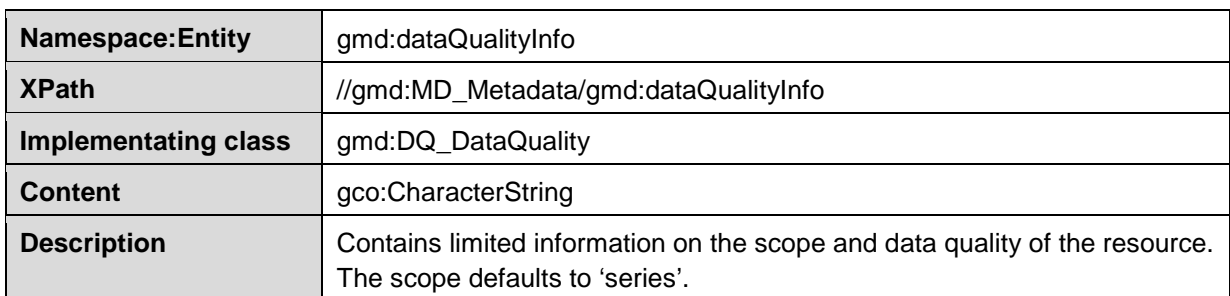 Namespace:Entity gmd:dataQualityInfo
XPath //gmd:MD_Metadata/gmd:dataQualityInfo
Implementating class gmd:DQ_DataQuality
Content gco:CharacterString
Description Contains limited information on the scope and data quality of the resource.
The scope defaults to ‘series’.